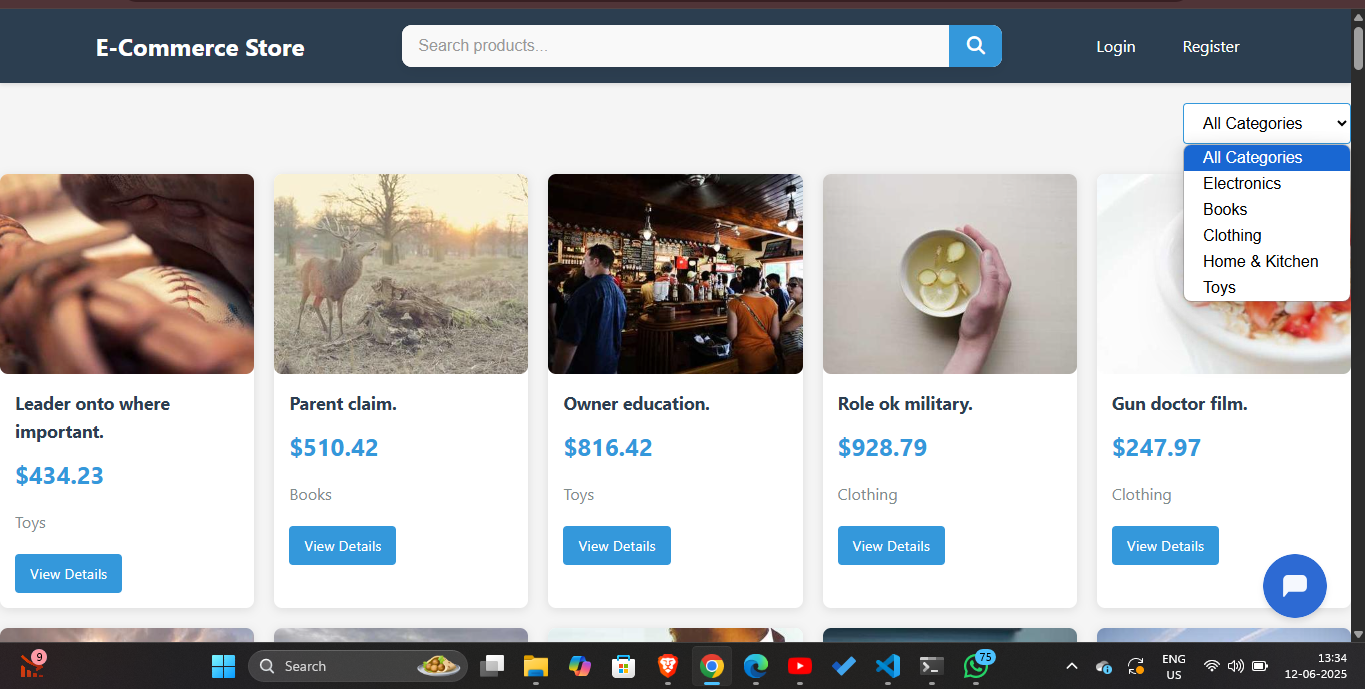 E-Commerce Store
Search products...
Login
Register
All Categories
All Categories
Electronics
Books
Clothing
Home & Kitchen
Toys
Leader onto where
important.
$434.23
Toys
View Details
Parent claim.
$510.42
Books
View Details
Owner education.
$816.42
Toys
View Details
Role ok military.
$928.79
Clothing
View Details
Gun doctor film.
$247.97
Clothing
View Details
9
Search
75
ENG
US
13:34
12-06-2025